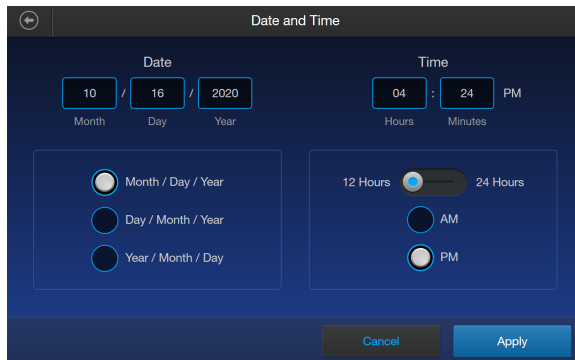 Date and Time
Date
Time
10 / 16 / 2020
04 : 24 PM
Month Day Year
Hours Minutes
Month / Day / Year
Day / Month / Year
Year / Month / Day
12 Hours 24 Hours
AM
PM
Cancel Apply